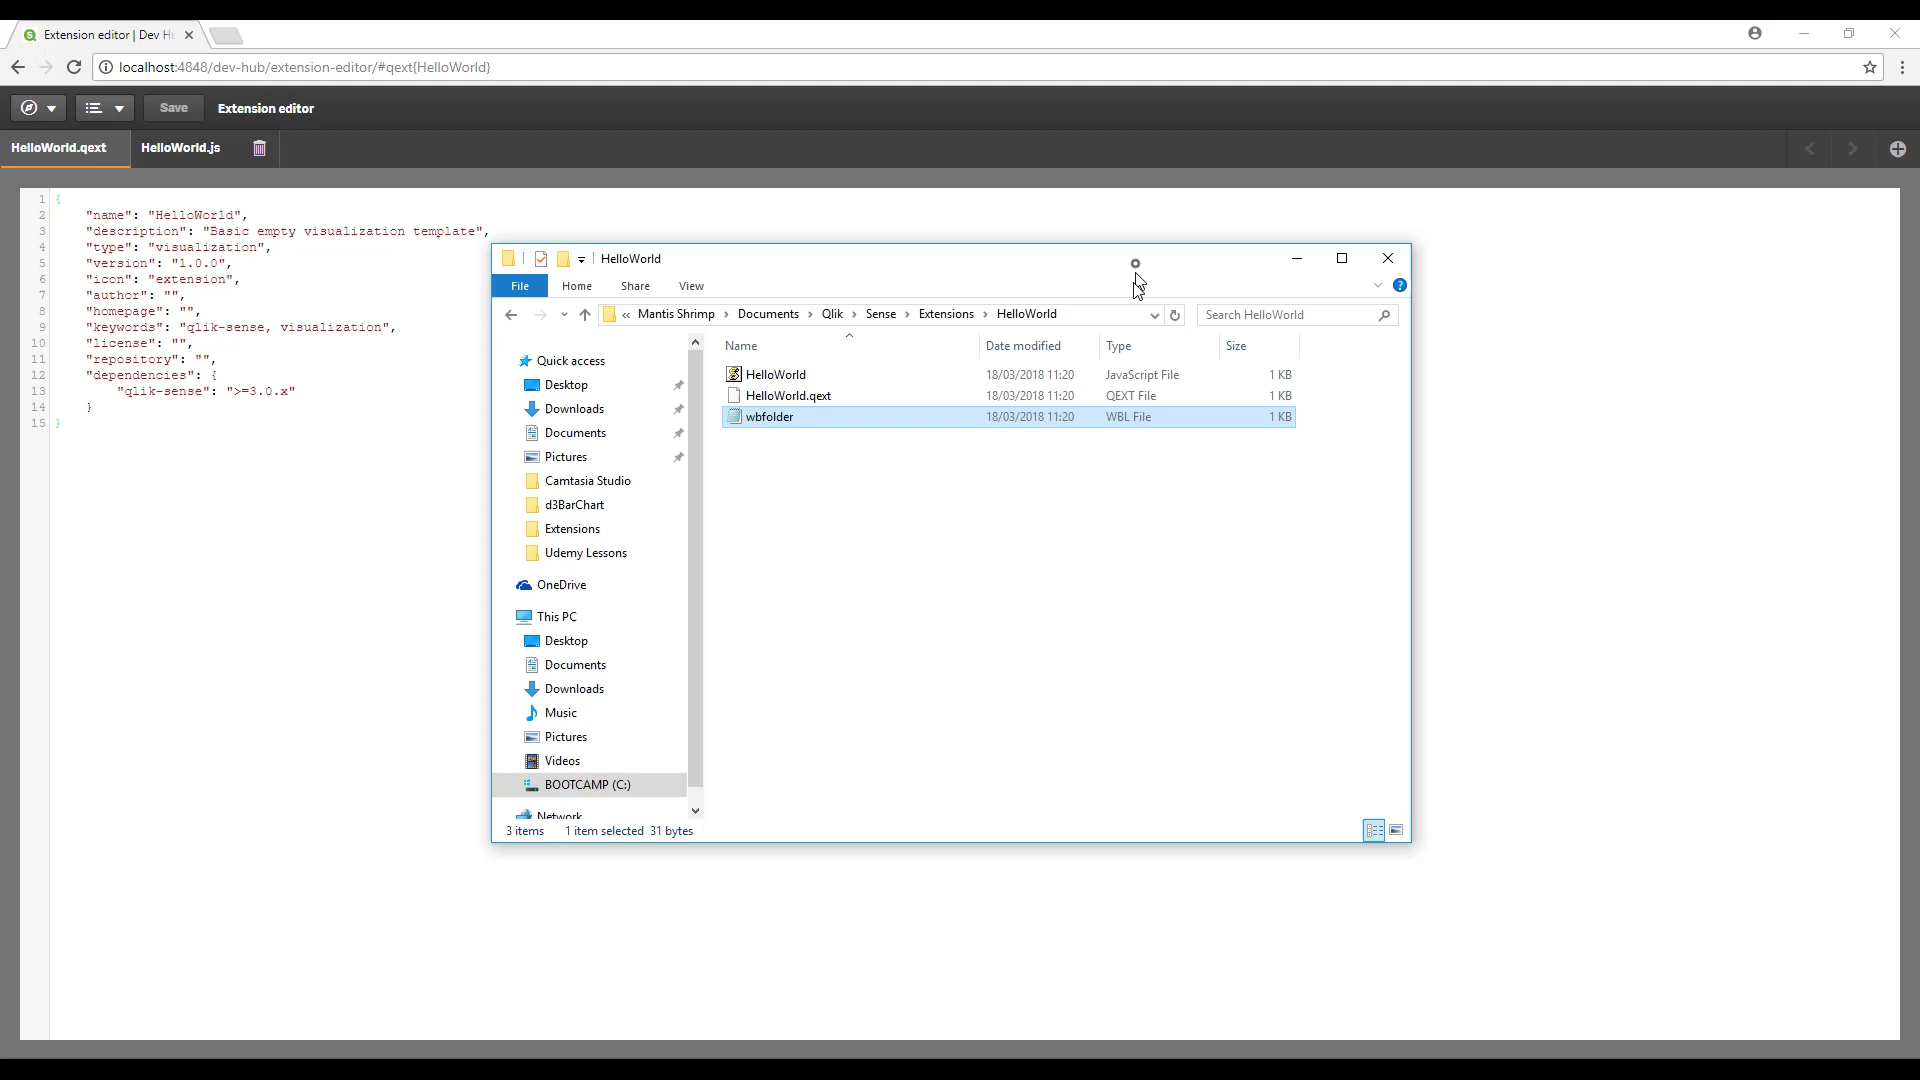 Extension editor | Dev H
localhost:4848/dev-hub/extension-editor/#qext{HelloWorld}
Save Extension editor
HelloWorld.qext HelloWorld.js
1 {
2 "name": "HelloWorld",
3 "description": "Basic empty visualization template",
4 "type": "visualization",
5 "version": "1.0.0",
6 "icon": "extension",
7 "author": "",
8 "homepage": "",
9 "keywords": "qlik-sense, visualization",
10 "license": "",
11 "repository": "",
12 "dependencies": {
13 "qlik-sense": ">=3.0.x"
14 }
15 }
HelloWorld
File Home Share View
« Mantis Shrimp › Documents › Qlik › Sense › Extensions › HelloWorld Search HelloWorld
Name Date modified Type Size
HelloWorld 18/03/2018 11:20 JavaScript File 1 KB
HelloWorld.qext 18/03/2018 11:20 QEXT File 1 KB
wbfolder 18/03/2018 11:20 WBL File 1 KB
Quick access
Desktop
Downloads
Documents
Pictures
Camtasia Studio
d3BarChart
Extensions
Udemy Lessons
OneDrive
This PC
Desktop
Documents
Downloads
Music
Pictures
Videos
BOOTCAMP (C:)
Network
3 items 1 item selected 31 bytes